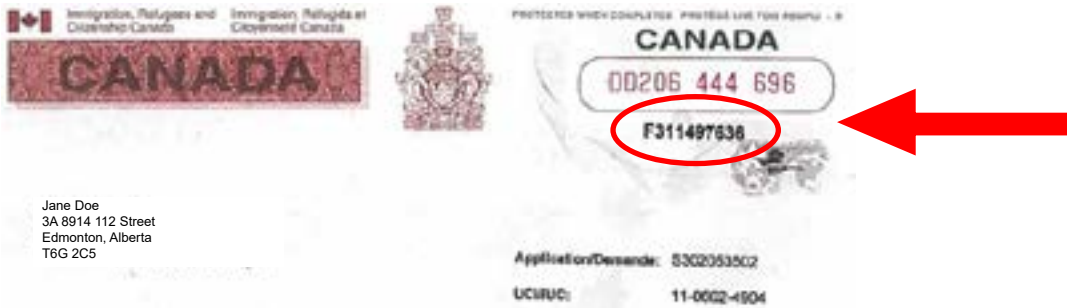 Immigration, Refugees and Immigration, Réfugiés et
Citizenship Canada Citoyenneté Canada
PROTECTED WHEN COMPLETED PROTÉGÉ UNE FOIS REMPLI - B
CANADA
CANADA
OD206 444 696
F311497636
Jane Doe
3A 8914 112 Street
Edmonton, Alberta
T6G 2C5
Application/Demande: S302053502
UCI/IUC: 11-0602-4904